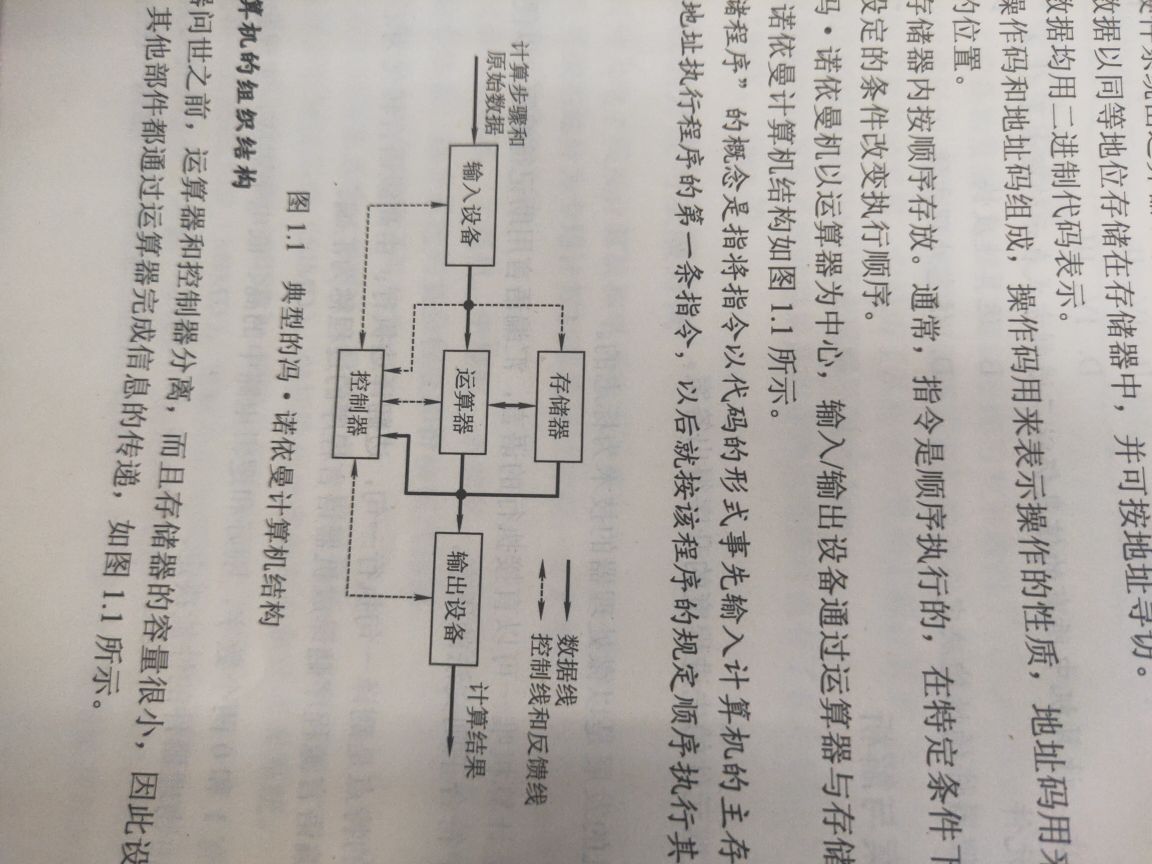 数据以同等地位存储在存储器中，并可按地址寻访。
数据均用二进制代码表示。
操作码和地址码组成，操作码用来表示操作的性质，地址码用来
的位置。
存储器内按顺序存放。通常，指令是顺序执行的，在特定条件下
设定的条件改变执行顺序。
冯·诺依曼机以运算器为中心，输入/输出设备通过运算器与存储
诺依曼计算机结构如图 1.1 所示。
诸程序”的概念是指将指令以代码的形式事先输入计算机的主存
地址执行程序的第一条指令，以后就按该程序的规定顺序执行其
数据线
控制线和反馈线
计算步骤和
原始数据
输入设备
存储器
运算器
控制器
输出设备
计算结果
图 1.1 典型的冯·诺依曼计算机结构
算机的组织结构
问世之前，运算器和控制器分离，而且存储器的容量很小，因此设
其他部件都通过运算器完成信息的传递，如图 1.1 所示。